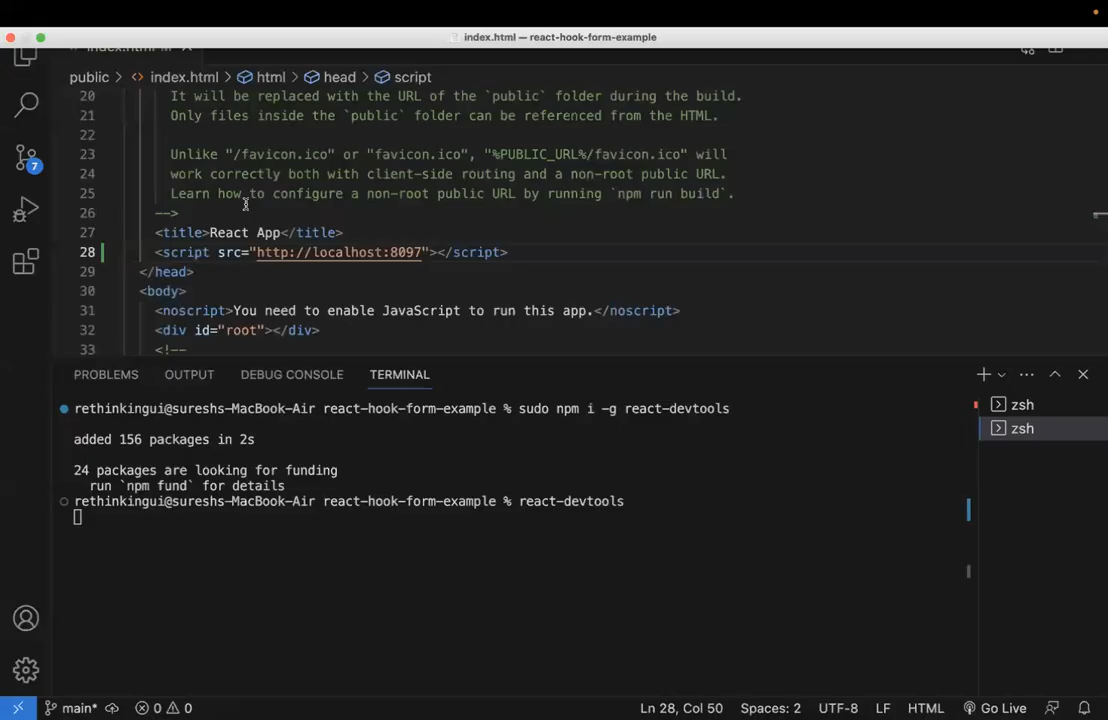 index.html — react-hook-form-example
index.html M
public > index.html > html > head > script
20 It will be replaced with the URL of the `public` folder during the build.
21 Only files inside the `public` folder can be referenced from the HTML.
22
23 Unlike "/favicon.ico" or "favicon.ico", "%PUBLIC_URL%/favicon.ico" will
24 work correctly both with client-side routing and a non-root public URL.
25 Learn how to configure a non-root public URL by running `npm run build`.
26 -->
27 <title>React App</title>
28 <script src="http://localhost:8097"></script>
29 </head>
30 <body>
31 <noscript>You need to enable JavaScript to run this app.</noscript>
32 <div id="root"></div>
33 <!--
7
PROBLEMS OUTPUT DEBUG CONSOLE TERMINAL
rethinkingui@sureshs-MacBook-Air react-hook-form-example % sudo npm i -g react-devtools
added 156 packages in 2s
24 packages are looking for funding
run `npm fund` for details
rethinkingui@sureshs-MacBook-Air react-hook-form-example % react-devtools
zsh
zsh
main* 0 0 Ln 28, Col 50 Spaces: 2 UTF-8 LF HTML Go Live